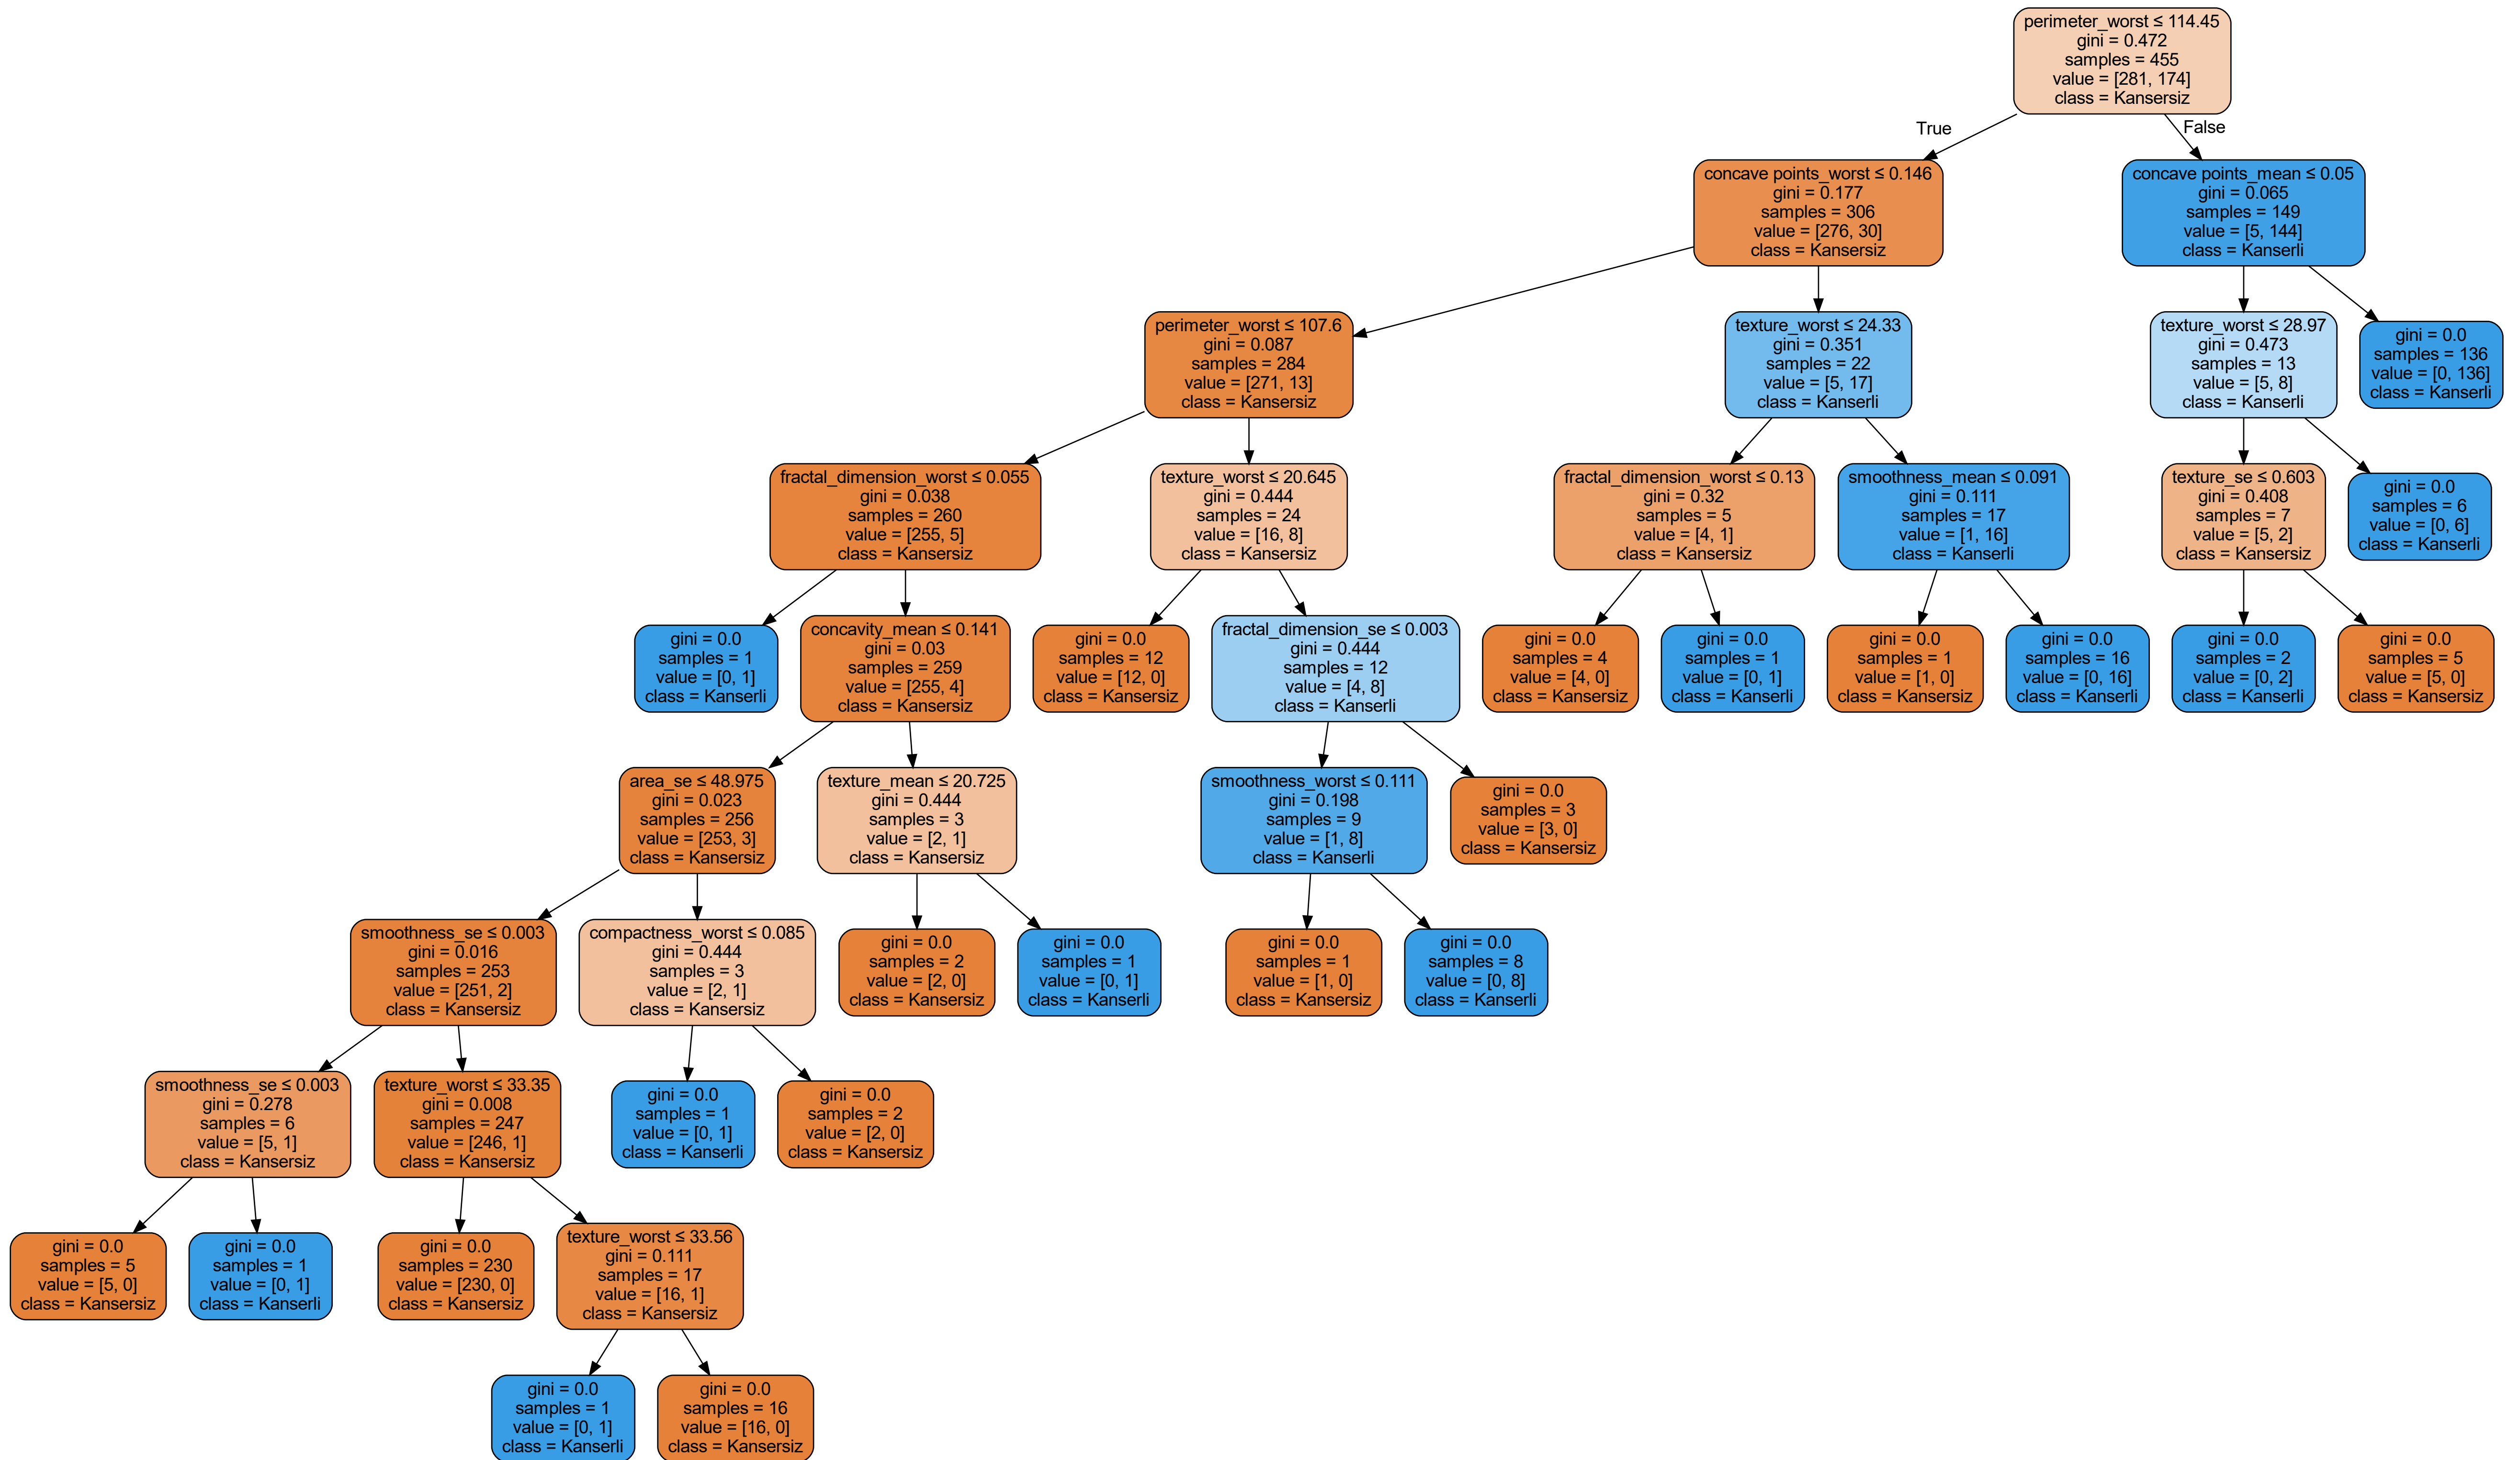 perimeter_worst ≤ 114.45
gini = 0.472
samples = 455
value = [281, 174]
class = Kansersiz
True
False
concave points_worst ≤ 0.146
gini = 0.177
samples = 306
value = [276, 30]
class = Kansersiz
concave points_mean ≤ 0.05
gini = 0.065
samples = 149
value = [5, 144]
class = Kanserli
perimeter_worst ≤ 107.6
gini = 0.087
samples = 284
value = [271, 13]
class = Kansersiz
texture_worst ≤ 24.33
gini = 0.351
samples = 22
value = [5, 17]
class = Kanserli
texture_worst ≤ 28.97
gini = 0.473
samples = 13
value = [5, 8]
class = Kanserli
gini = 0.0
samples = 136
value = [0, 136]
class = Kanserli
fractal_dimension_worst ≤ 0.055
gini = 0.038
samples = 260
value = [255, 5]
class = Kansersiz
texture_worst ≤ 20.645
gini = 0.444
samples = 24
value = [16, 8]
class = Kansersiz
fractal_dimension_worst ≤ 0.13
gini = 0.32
samples = 5
value = [4, 1]
class = Kansersiz
smoothness_mean ≤ 0.091
gini = 0.111
samples = 17
value = [1, 16]
class = Kanserli
texture_se ≤ 0.603
gini = 0.408
samples = 7
value = [5, 2]
class = Kansersiz
gini = 0.0
samples = 6
value = [0, 6]
class = Kanserli
gini = 0.0
samples = 1
value = [0, 1]
class = Kanserli
concavity_mean ≤ 0.141
gini = 0.03
samples = 259
value = [255, 4]
class = Kansersiz
gini = 0.0
samples = 12
value = [12, 0]
class = Kansersiz
fractal_dimension_se ≤ 0.003
gini = 0.444
samples = 12
value = [4, 8]
class = Kanserli
gini = 0.0
samples = 4
value = [4, 0]
class = Kansersiz
gini = 0.0
samples = 1
value = [0, 1]
class = Kanserli
gini = 0.0
samples = 1
value = [1, 0]
class = Kansersiz
gini = 0.0
samples = 16
value = [0, 16]
class = Kanserli
gini = 0.0
samples = 2
value = [0, 2]
class = Kanserli
gini = 0.0
samples = 5
value = [5, 0]
class = Kansersiz
area_se ≤ 48.975
gini = 0.023
samples = 256
value = [253, 3]
class = Kansersiz
texture_mean ≤ 20.725
gini = 0.444
samples = 3
value = [2, 1]
class = Kansersiz
smoothness_worst ≤ 0.111
gini = 0.198
samples = 9
value = [1, 8]
class = Kanserli
gini = 0.0
samples = 3
value = [3, 0]
class = Kansersiz
smoothness_se ≤ 0.003
gini = 0.016
samples = 253
value = [251, 2]
class = Kansersiz
compactness_worst ≤ 0.085
gini = 0.444
samples = 3
value = [2, 1]
class = Kansersiz
gini = 0.0
samples = 2
value = [2, 0]
class = Kansersiz
gini = 0.0
samples = 1
value = [0, 1]
class = Kanserli
gini = 0.0
samples = 1
value = [1, 0]
class = Kansersiz
gini = 0.0
samples = 8
value = [0, 8]
class = Kanserli
smoothness_se ≤ 0.003
gini = 0.278
samples = 6
value = [5, 1]
class = Kansersiz
texture_worst ≤ 33.35
gini = 0.008
samples = 247
value = [246, 1]
class = Kansersiz
gini = 0.0
samples = 1
value = [0, 1]
class = Kanserli
gini = 0.0
samples = 2
value = [2, 0]
class = Kansersiz
gini = 0.0
samples = 5
value = [5, 0]
class = Kansersiz
gini = 0.0
samples = 1
value = [0, 1]
class = Kanserli
gini = 0.0
samples = 230
value = [230, 0]
class = Kansersiz
texture_worst ≤ 33.56
gini = 0.111
samples = 17
value = [16, 1]
class = Kansersiz
gini = 0.0
samples = 1
value = [0, 1]
class = Kanserli
gini = 0.0
samples = 16
value = [16, 0]
class = Kansersiz